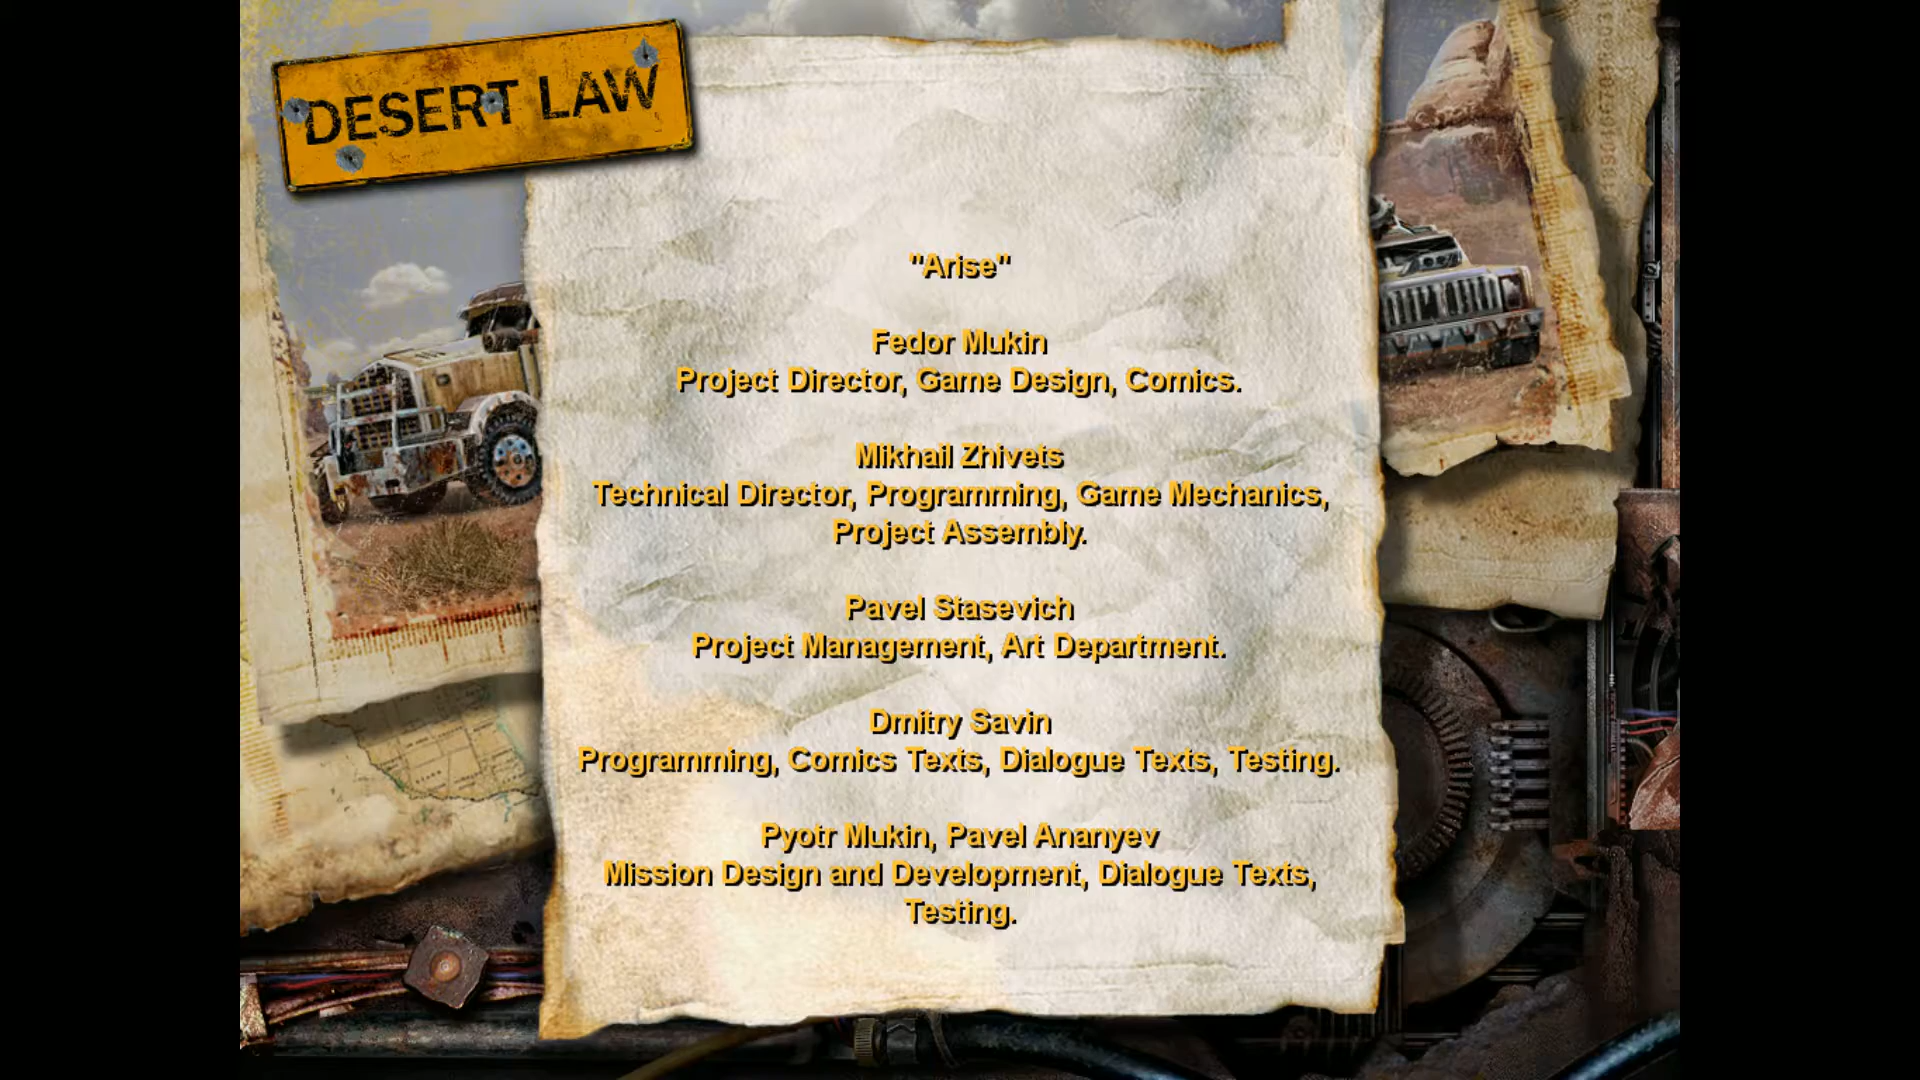 DESERT LAW
"Arise"
Fedor Mukin
Project Director, Game Design, Comics.
Mikhail Zhivets
Technical Director, Programming, Game Mechanics,
Project Assembly.
Pavel Stasevich
Project Management, Art Department.
Dmitry Savin
Programming, Comics Texts, Dialogue Texts, Testing.
Pyotr Mukin, Pavel Ananyev
Mission Design and Development, Dialogue Texts,
Testing.